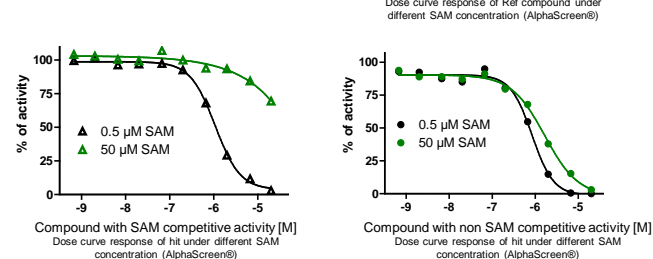 Dose curve response of Ref compound under
different SAM concentration (AlphaScreen®)
% of activity
100
75
50
25
0
0.5 µM SAM
50 µM SAM
-9
-8
-7
-6
-5
Compound with SAM competitive activity [M]
Dose curve response of hit under different SAM
concentration (AlphaScreen®)
% of activity
100
75
50
25
0
0.5 µM SAM
50 µM SAM
-9
-8
-7
-6
-5
Compound with non SAM competitive activity [M]
Dose curve response of hit under different SAM
concentration (AlphaScreen®)